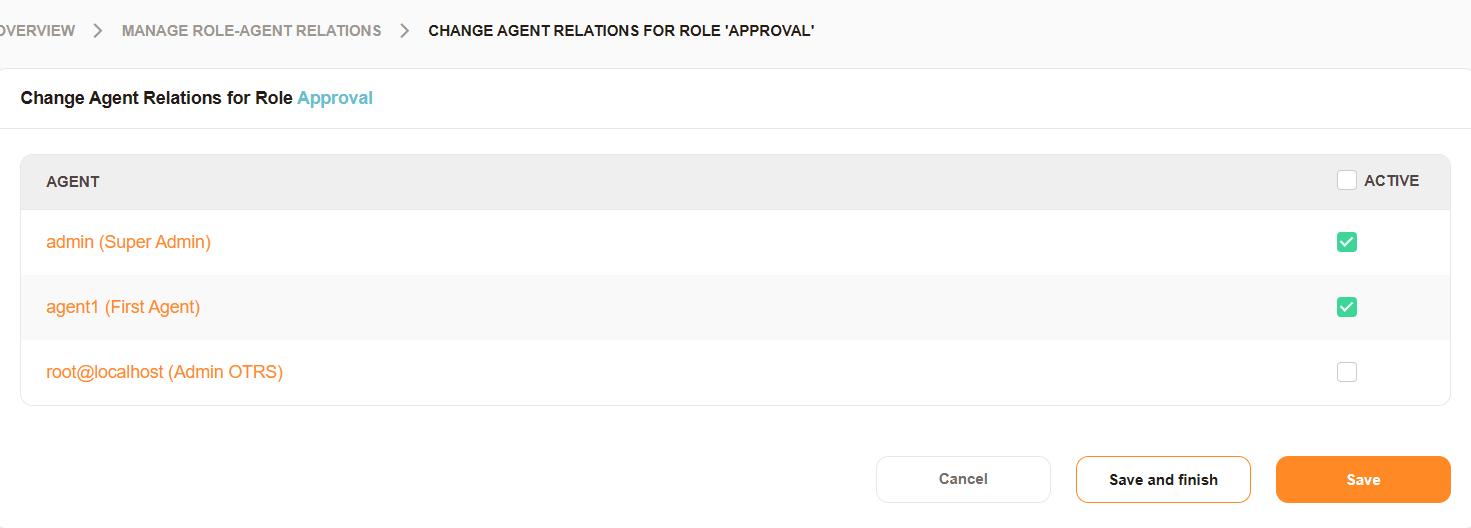 OVERVIEW > MANAGE ROLE-AGENT RELATIONS > CHANGE AGENT RELATIONS FOR ROLE 'APPROVAL'
Change Agent Relations for Role Approval
AGENT ACTIVE
admin (Super Admin)
agent1 (First Agent)
root@localhost (Admin OTRS)
Cancel Save and finish Save